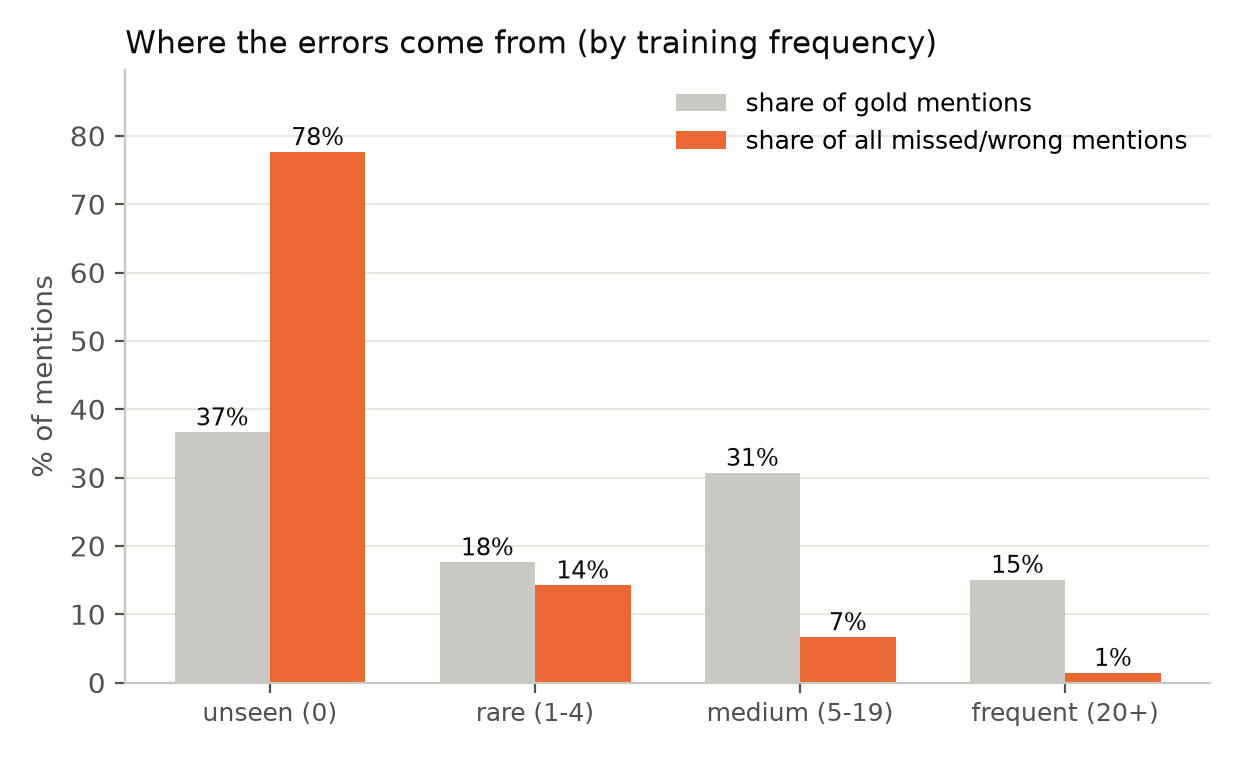 Where the errors come from (by training frequency)
share of gold mentions
share of all missed/wrong mentions
% of mentions
80
70
60
50
40
30
20
10
0
37%
78%
18%
14%
31%
7%
15%
1%
unseen (0)
rare (1-4)
medium (5-19)
frequent (20+)